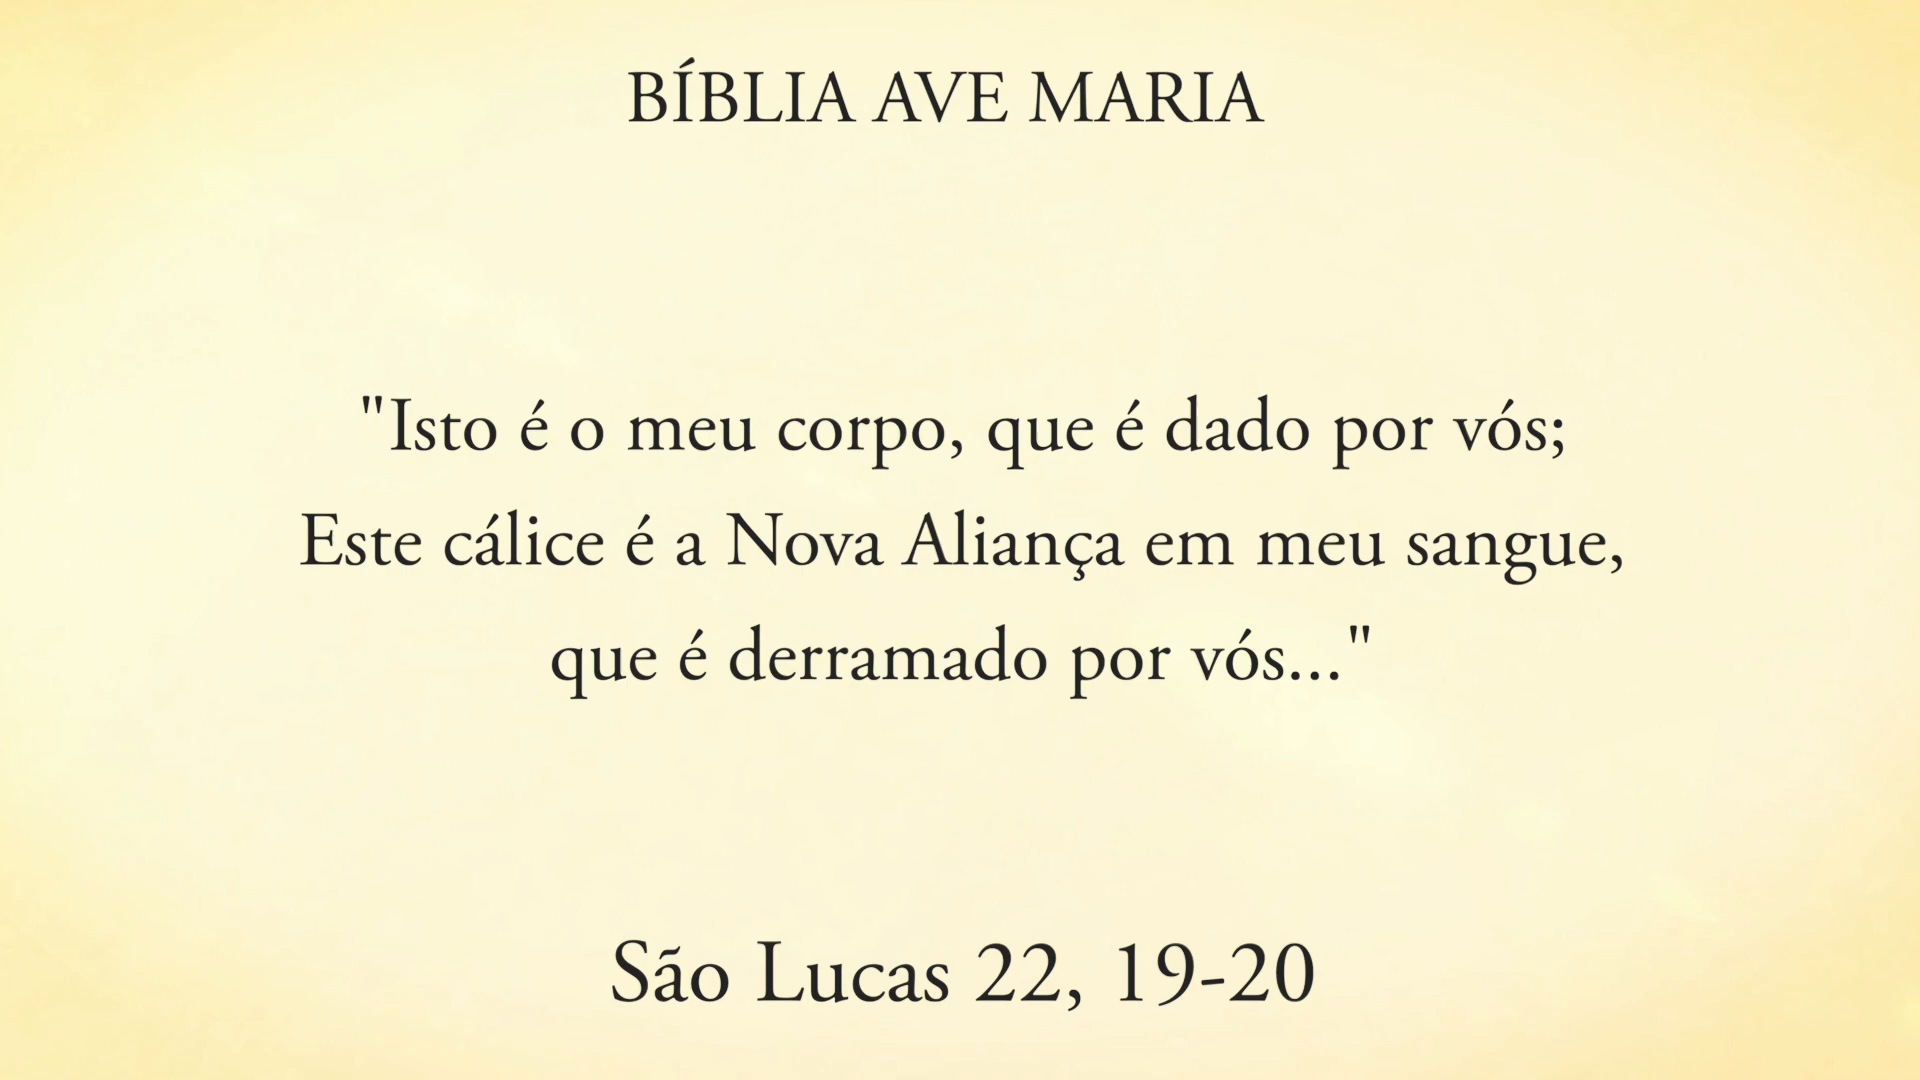 BÍBLIA AVE MARIA
"Isto é o meu corpo, que é dado por vós;
Este cálice é a Nova Aliança em meu sangue,
que é derramado por vós..."
São Lucas 22, 19-20